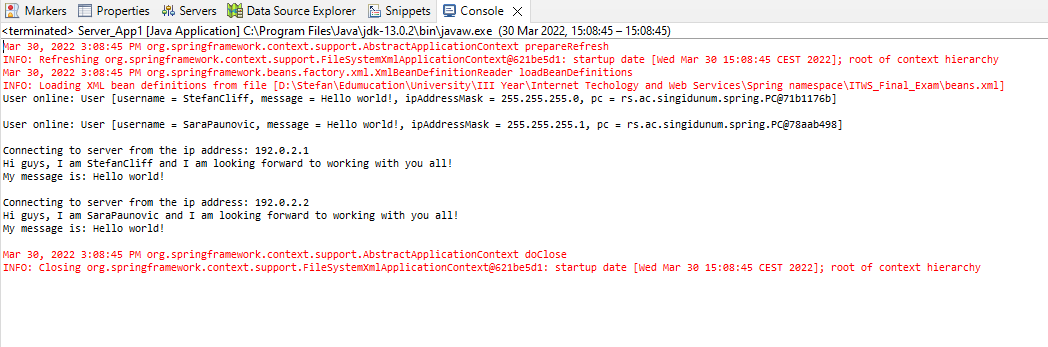 Markers Properties Servers Data Source Explorer Snippets Console
<terminated> Server_App1 [Java Application] C:\Program Files\Java\jdk-13.0.2\bin\javaw.exe (30 Mar 2022, 15:08:45 – 15:08:45)
Mar 30, 2022 3:08:45 PM org.springframework.context.support.AbstractApplicationContext prepareRefresh
INFO: Refreshing org.springframework.context.support.FileSystemXmlApplicationContext@621be5d1: startup date [Wed Mar 30 15:08:45 CEST 2022]; root of context hierarchy
Mar 30, 2022 3:08:45 PM org.springframework.beans.factory.xml.XmlBeanDefinitionReader loadBeanDefinitions
INFO: Loading XML bean definitions from file [D:\Stefan\Edumucation\University\III Year\Internet Techology and Web Services\Spring namespace\ITWS_Final_Exam\beans.xml]
User online: User [username = StefanCliff, message = Hello world!, ipAddressMask = 255.255.255.0, pc = rs.ac.singidunum.spring.PC@71b1176b]
User online: User [username = SaraPaunovic, message = Hello world!, ipAddressMask = 255.255.255.1, pc = rs.ac.singidunum.spring.PC@78aab498]
Connecting to server from the ip address: 192.0.2.1
Hi guys, I am StefanCliff and I am looking forward to working with you all!
My message is: Hello world!
Connecting to server from the ip address: 192.0.2.2
Hi guys, I am SaraPaunovic and I am looking forward to working with you all!
My message is: Hello world!
Mar 30, 2022 3:08:45 PM org.springframework.context.support.AbstractApplicationContext doClose
INFO: Closing org.springframework.context.support.FileSystemXmlApplicationContext@621be5d1: startup date [Wed Mar 30 15:08:45 CEST 2022]; root of context hierarchy